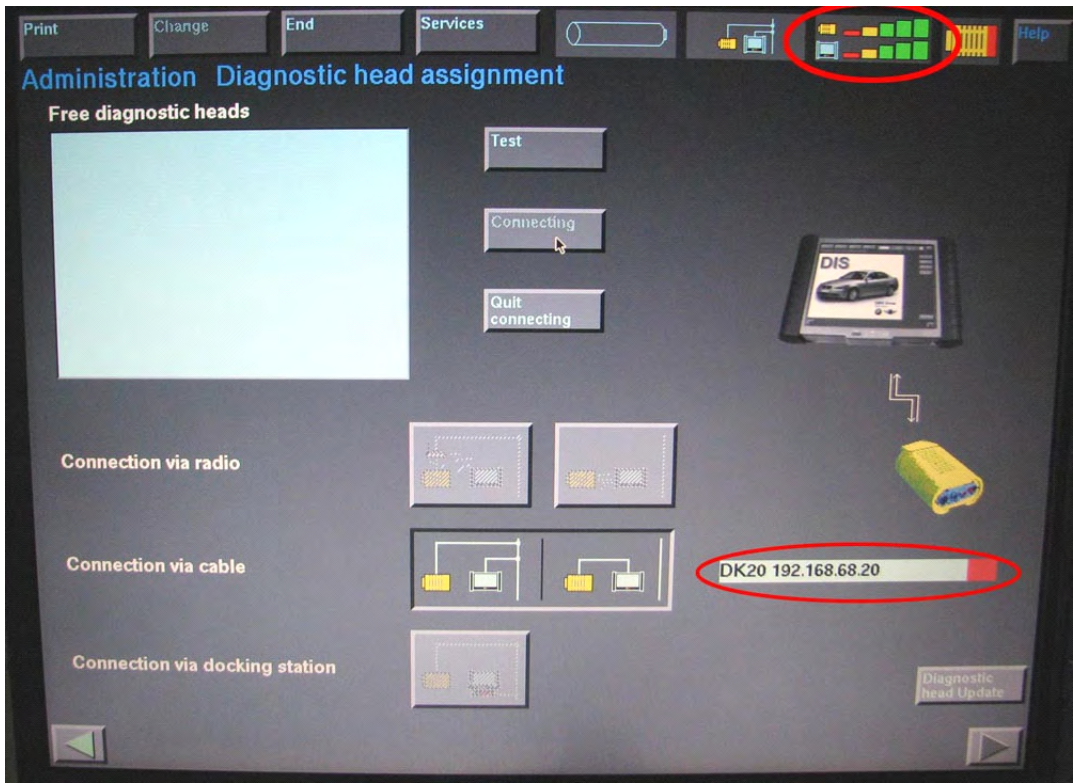 Print
Change
End
Services
Help
Administration Diagnostic head assignment
Free diagnostic heads
Test
Connecting
Quit
connecting
DIS
Connection via radio
Connection via cable
DK20 192.168.68.20
Connection via docking station
Diagnostic
head Update